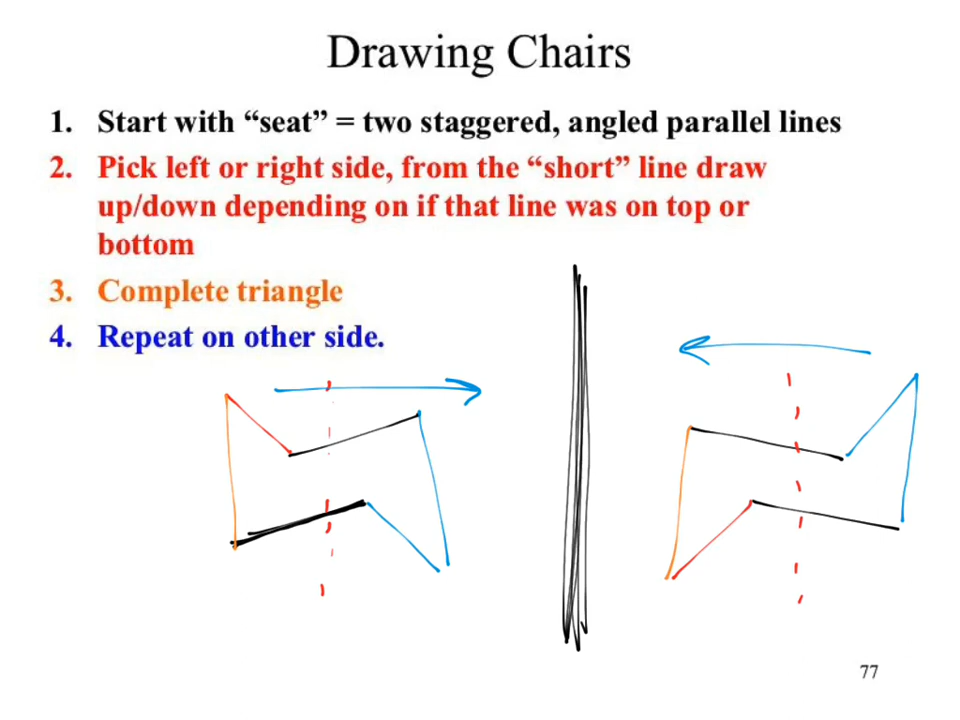 Drawing Chairs
1. Start with “seat” = two staggered, angled parallel lines
2. Pick left or right side, from the “short” line draw
up/down depending on if that line was on top or
bottom
3. Complete triangle
4. Repeat on other side.
77